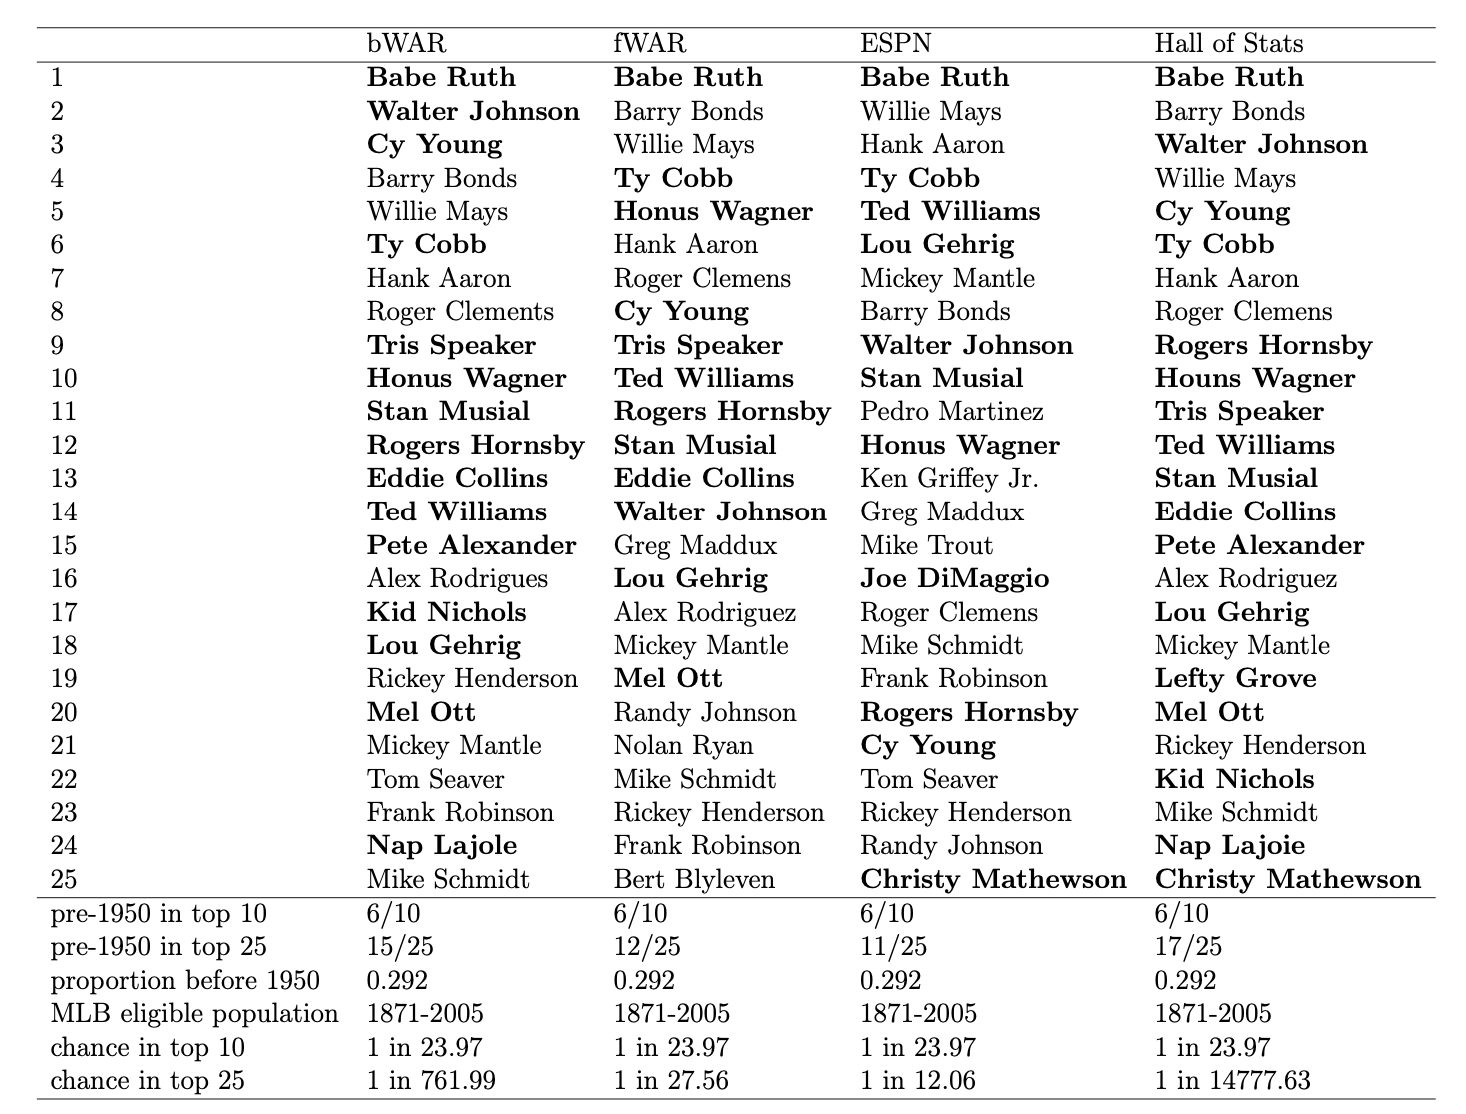 bWAR fWAR ESPN Hall of Stats
1 Babe Ruth Babe Ruth Babe Ruth Babe Ruth
2 Walter Johnson Barry Bonds Willie Mays Barry Bonds
3 Cy Young Willie Mays Hank Aaron Walter Johnson
4 Barry Bonds Ty Cobb Ty Cobb Willie Mays
5 Willie Mays Honus Wagner Ted Williams Cy Young
6 Ty Cobb Hank Aaron Lou Gehrig Ty Cobb
7 Hank Aaron Roger Clemens Mickey Mantle Hank Aaron
8 Roger Clements Cy Young Barry Bonds Roger Clemens
9 Tris Speaker Tris Speaker Walter Johnson Rogers Hornsby
10 Honus Wagner Ted Williams Stan Musial Houns Wagner
11 Stan Musial Rogers Hornsby Pedro Martinez Tris Speaker
12 Rogers Hornsby Stan Musial Honus Wagner Ted Williams
13 Eddie Collins Eddie Collins Ken Griffey Jr. Stan Musial
14 Ted Williams Walter Johnson Greg Maddux Eddie Collins
15 Pete Alexander Greg Maddux Mike Trout Pete Alexander
16 Alex Rodrigues Lou Gehrig Joe DiMaggio Alex Rodriguez
17 Kid Nichols Alex Rodriguez Roger Clemens Lou Gehrig
18 Lou Gehrig Mickey Mantle Mike Schmidt Mickey Mantle
19 Rickey Henderson Mel Ott Frank Robinson Lefty Grove
20 Mel Ott Randy Johnson Rogers Hornsby Mel Ott
21 Mickey Mantle Nolan Ryan Cy Young Rickey Henderson
22 Tom Seaver Mike Schmidt Tom Seaver Kid Nichols
23 Frank Robinson Rickey Henderson Rickey Henderson Mike Schmidt
24 Nap Lajole Frank Robinson Randy Johnson Nap Lajoie
25 Mike Schmidt Bert Blyleven Christy Mathewson Christy Mathewson
pre-1950 in top 10 6/10 6/10 6/10 6/10
pre-1950 in top 25 15/25 12/25 11/25 17/25
proportion before 1950 0.292 0.292 0.292 0.292
MLB eligible population 1871-2005 1871-2005 1871-2005 1871-2005
chance in top 10 1 in 23.97 1 in 23.97 1 in 23.97 1 in 23.97
chance in top 25 1 in 761.99 1 in 27.56 1 in 12.06 1 in 14777.63